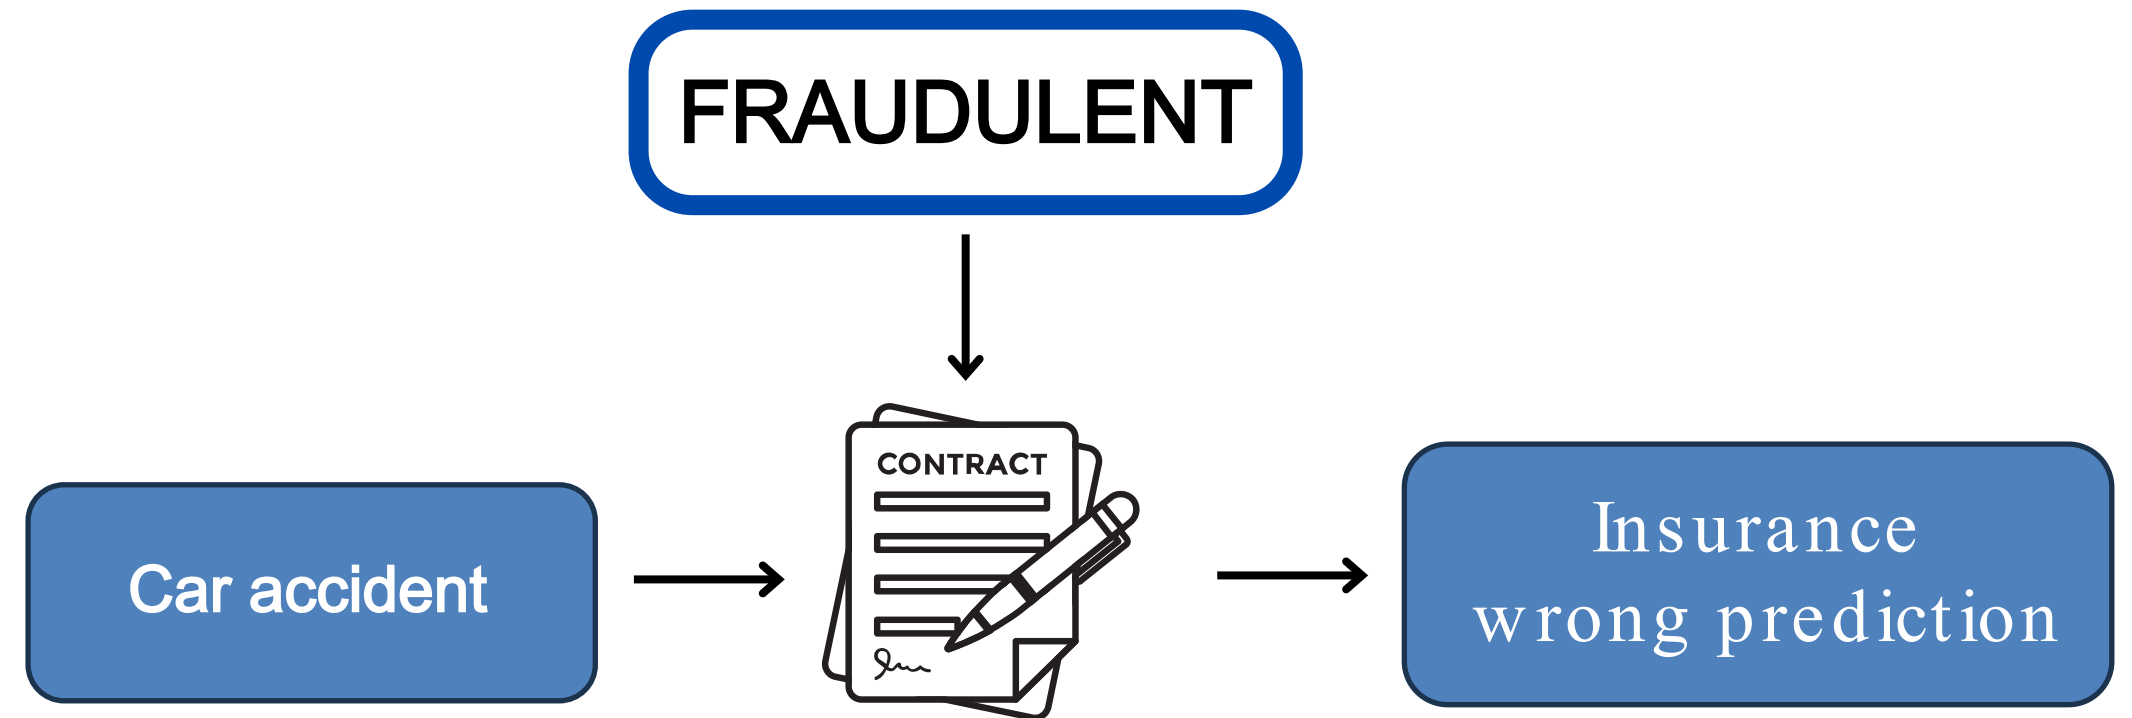 FRAUDULENT
CONTRACT
Car accident
Insurance
wrong prediction